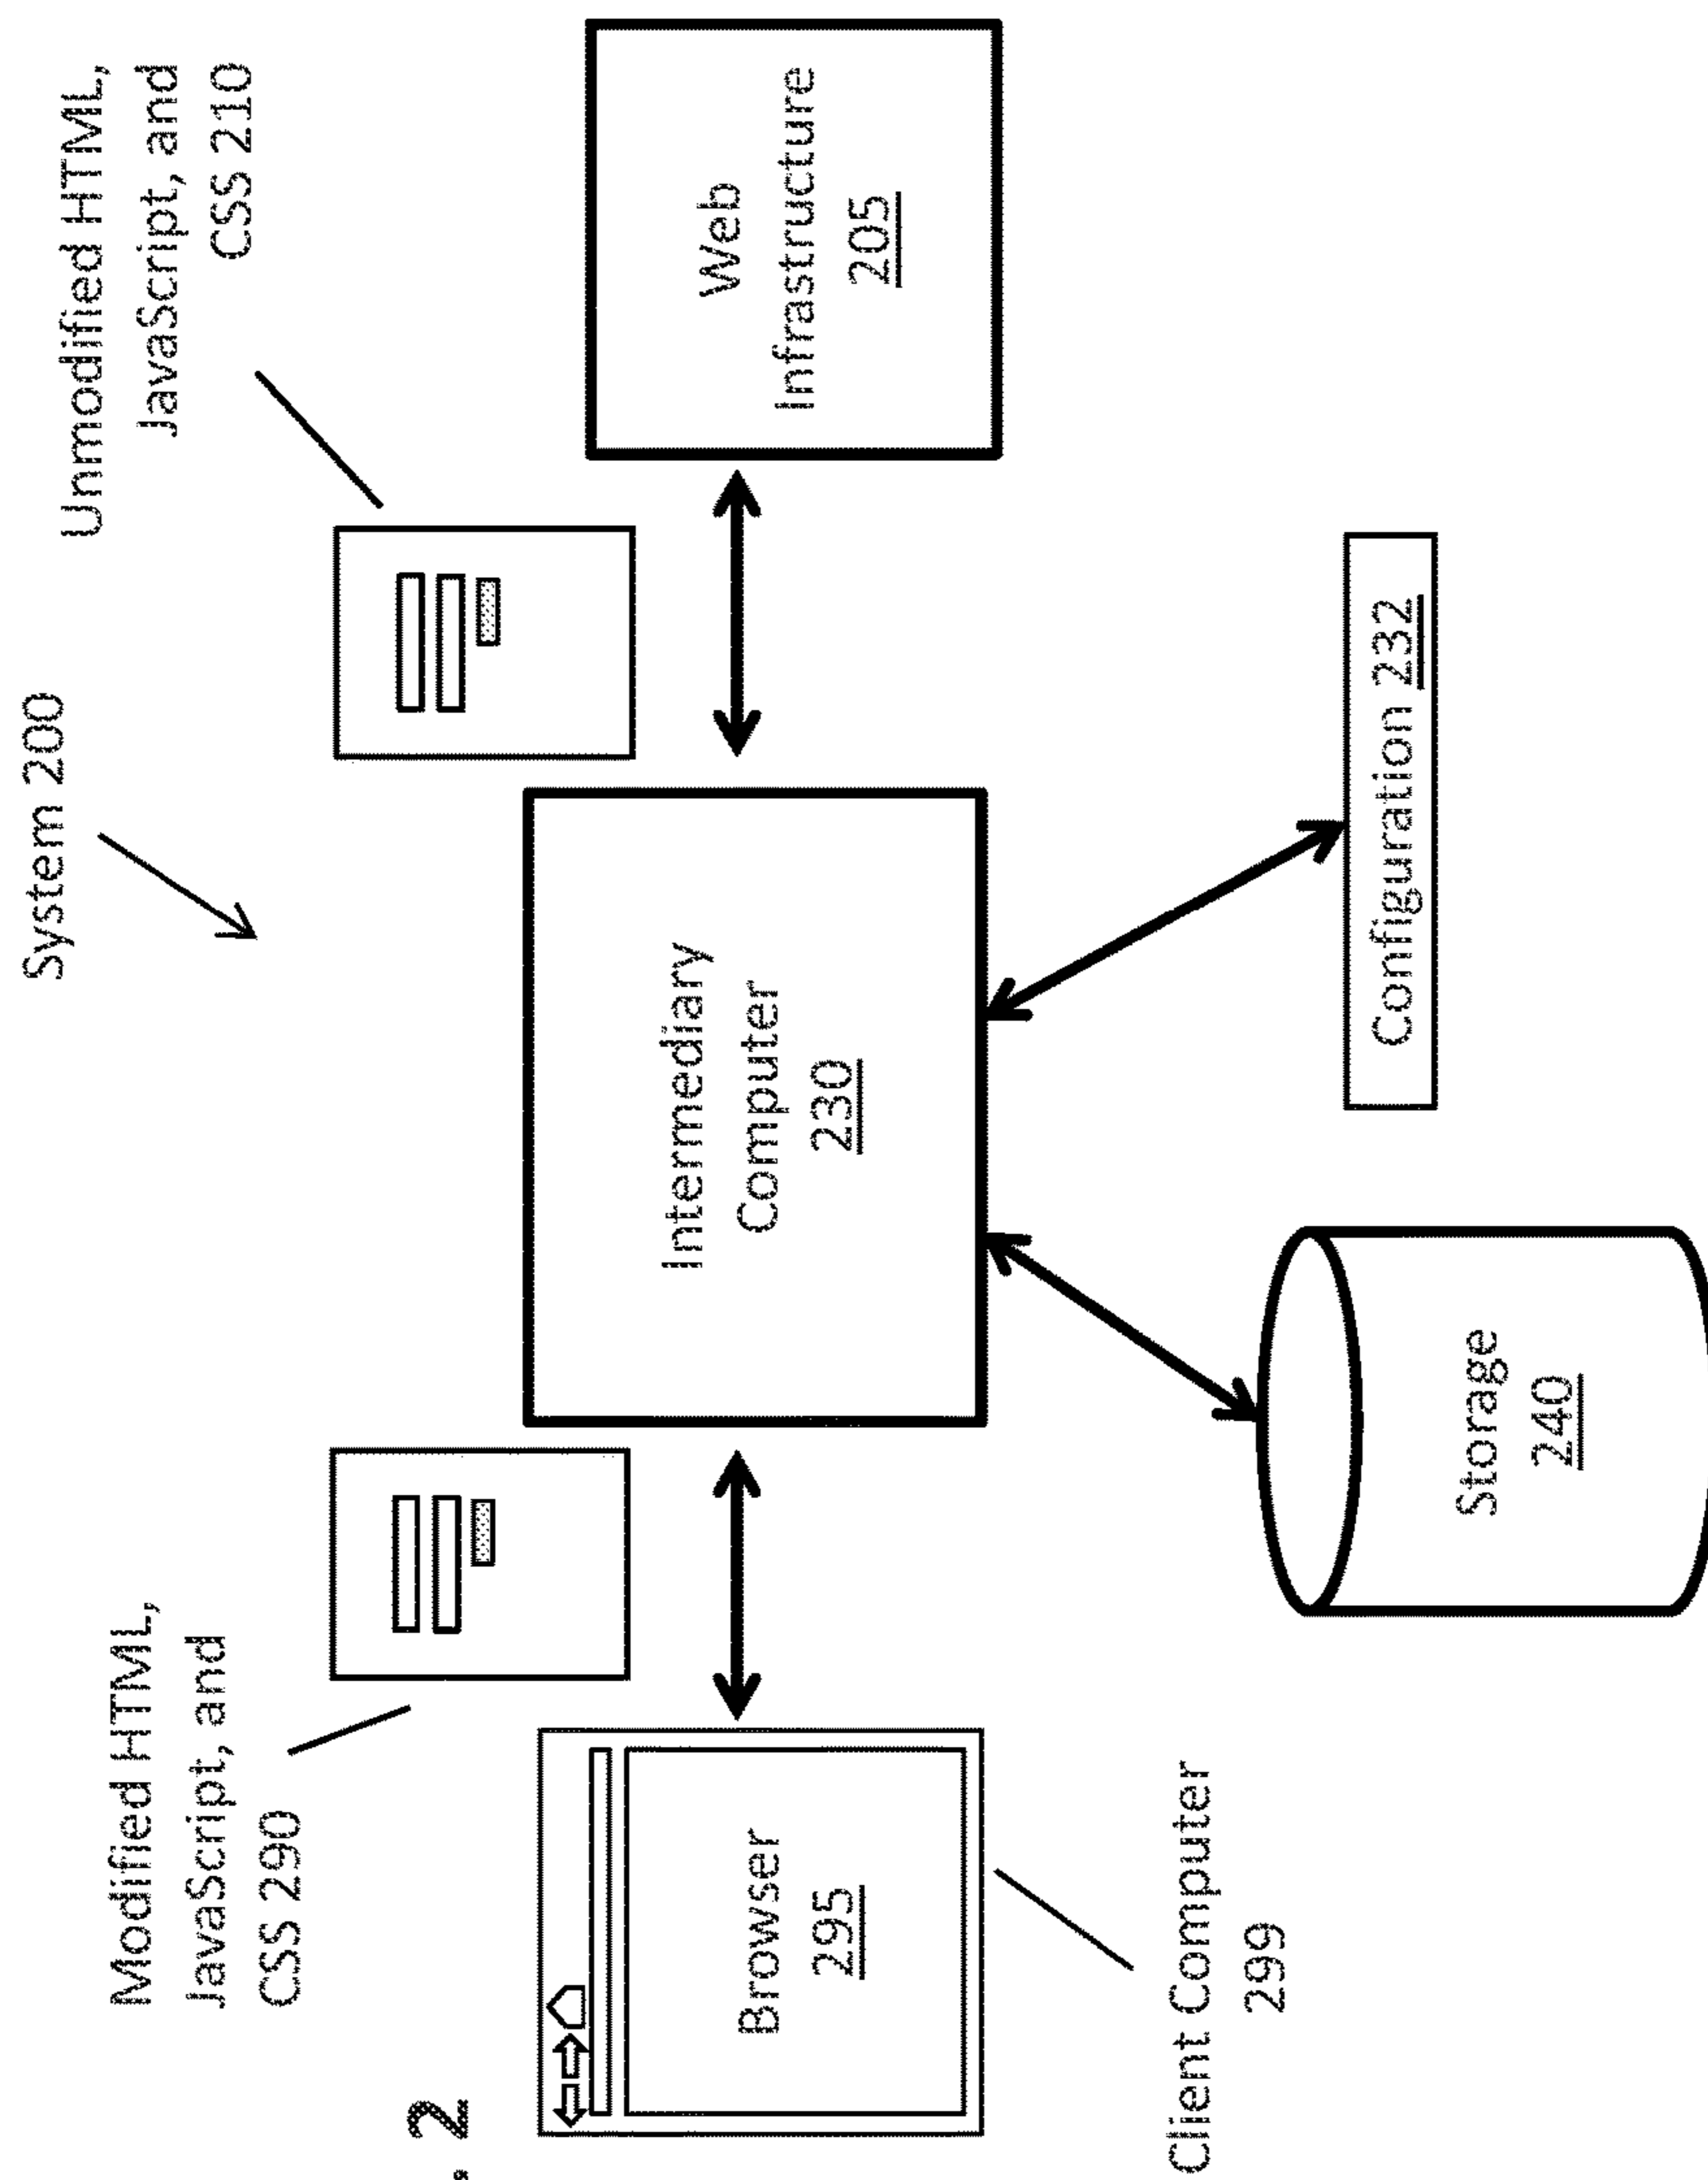 System 200
Modified HTML,
JavaScript, and
CSS 290
Unmodified HTML,
JavaScript, and
CSS 210
Browser
295
Intermediary
Computer
230
Web
Infrastructure
205
Client Computer
299
Storage
240
Configuration 232
. 2